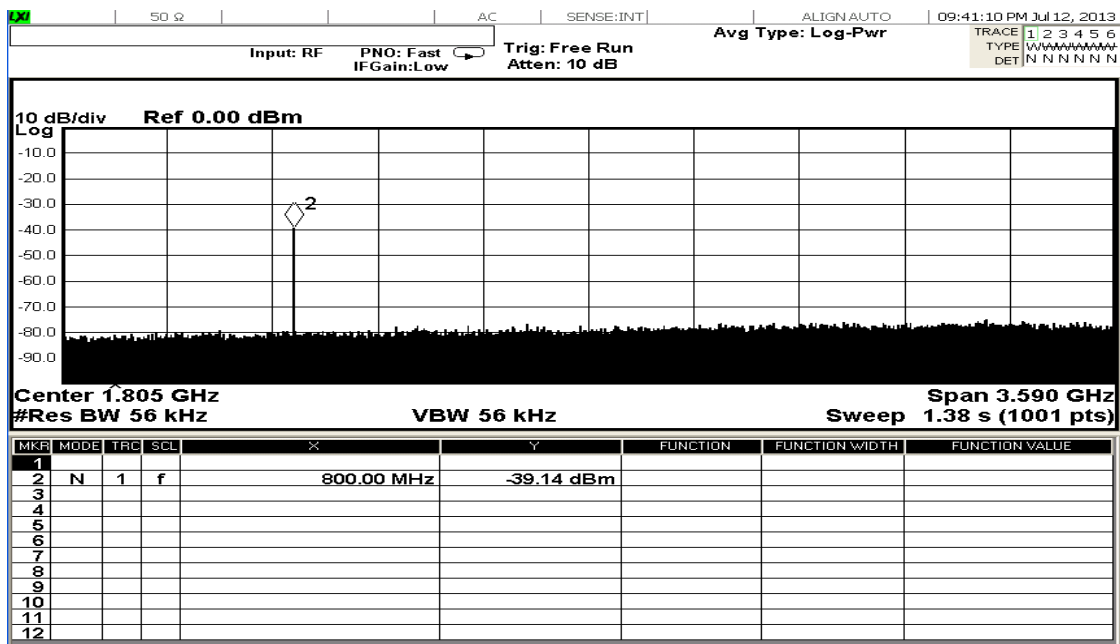 LXI 50 Ω AC SENSE:INT ALIGN AUTO 09:41:10 PM Jul 12, 2013
Input: RF PNO: Fast Trig: Free Run Avg Type: Log-Pwr TRACE 1 2 3 4 5 6
IFGain:Low Atten: 10 dB TYPE
DET N N N N N N
10 dB/div Ref 0.00 dBm
Log
-10.0
-20.0
-30.0
2
-40.0
-50.0
-60.0
-70.0
-80.0
-90.0
Center 1.805 GHz Span 3.590 GHz
#Res BW 56 kHz VBW 56 kHz Sweep 1.38 s (1001 pts)
MKR MODE TRC SCL X Y FUNCTION FUNCTION WIDTH FUNCTION VALUE
1
2 N 1 f 800.00 MHz -39.14 dBm
3
4
5
6
7
8
9
10
11
12